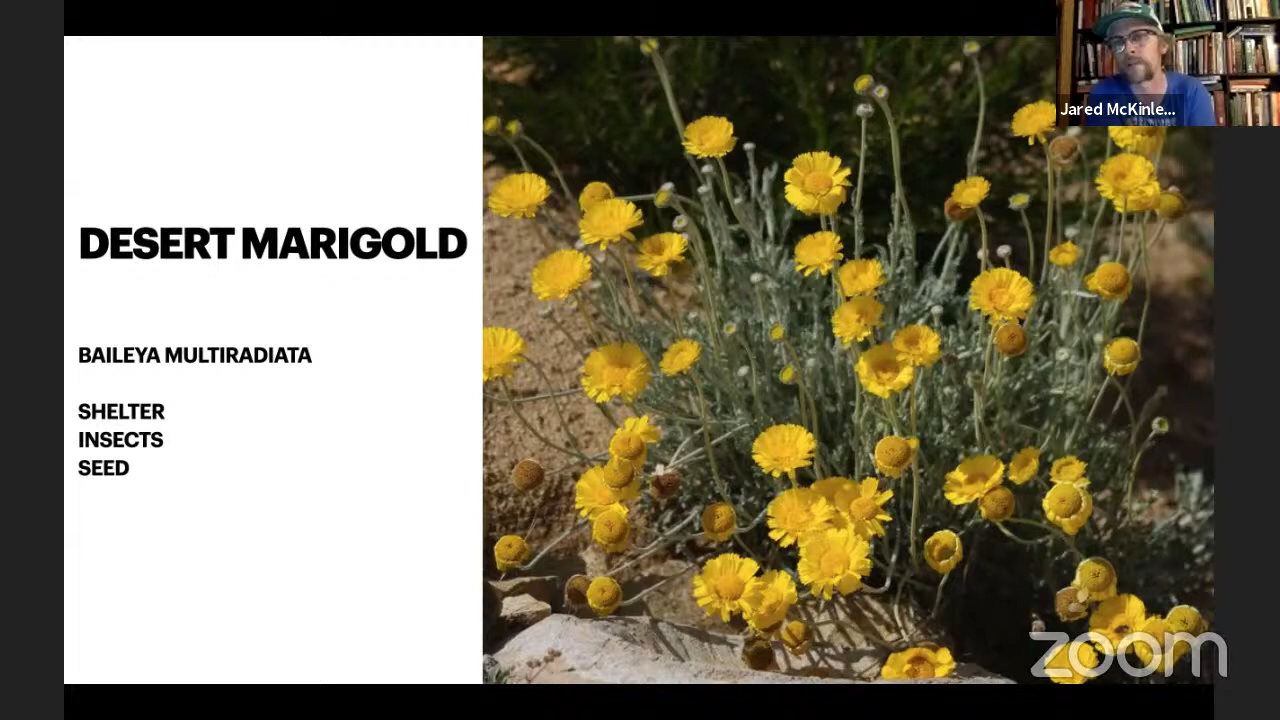 DESERT MARIGOLD
BAILEYA MULTIRADIATA
SHELTER
INSECTS
SEED
Jared McKinle...
zoom